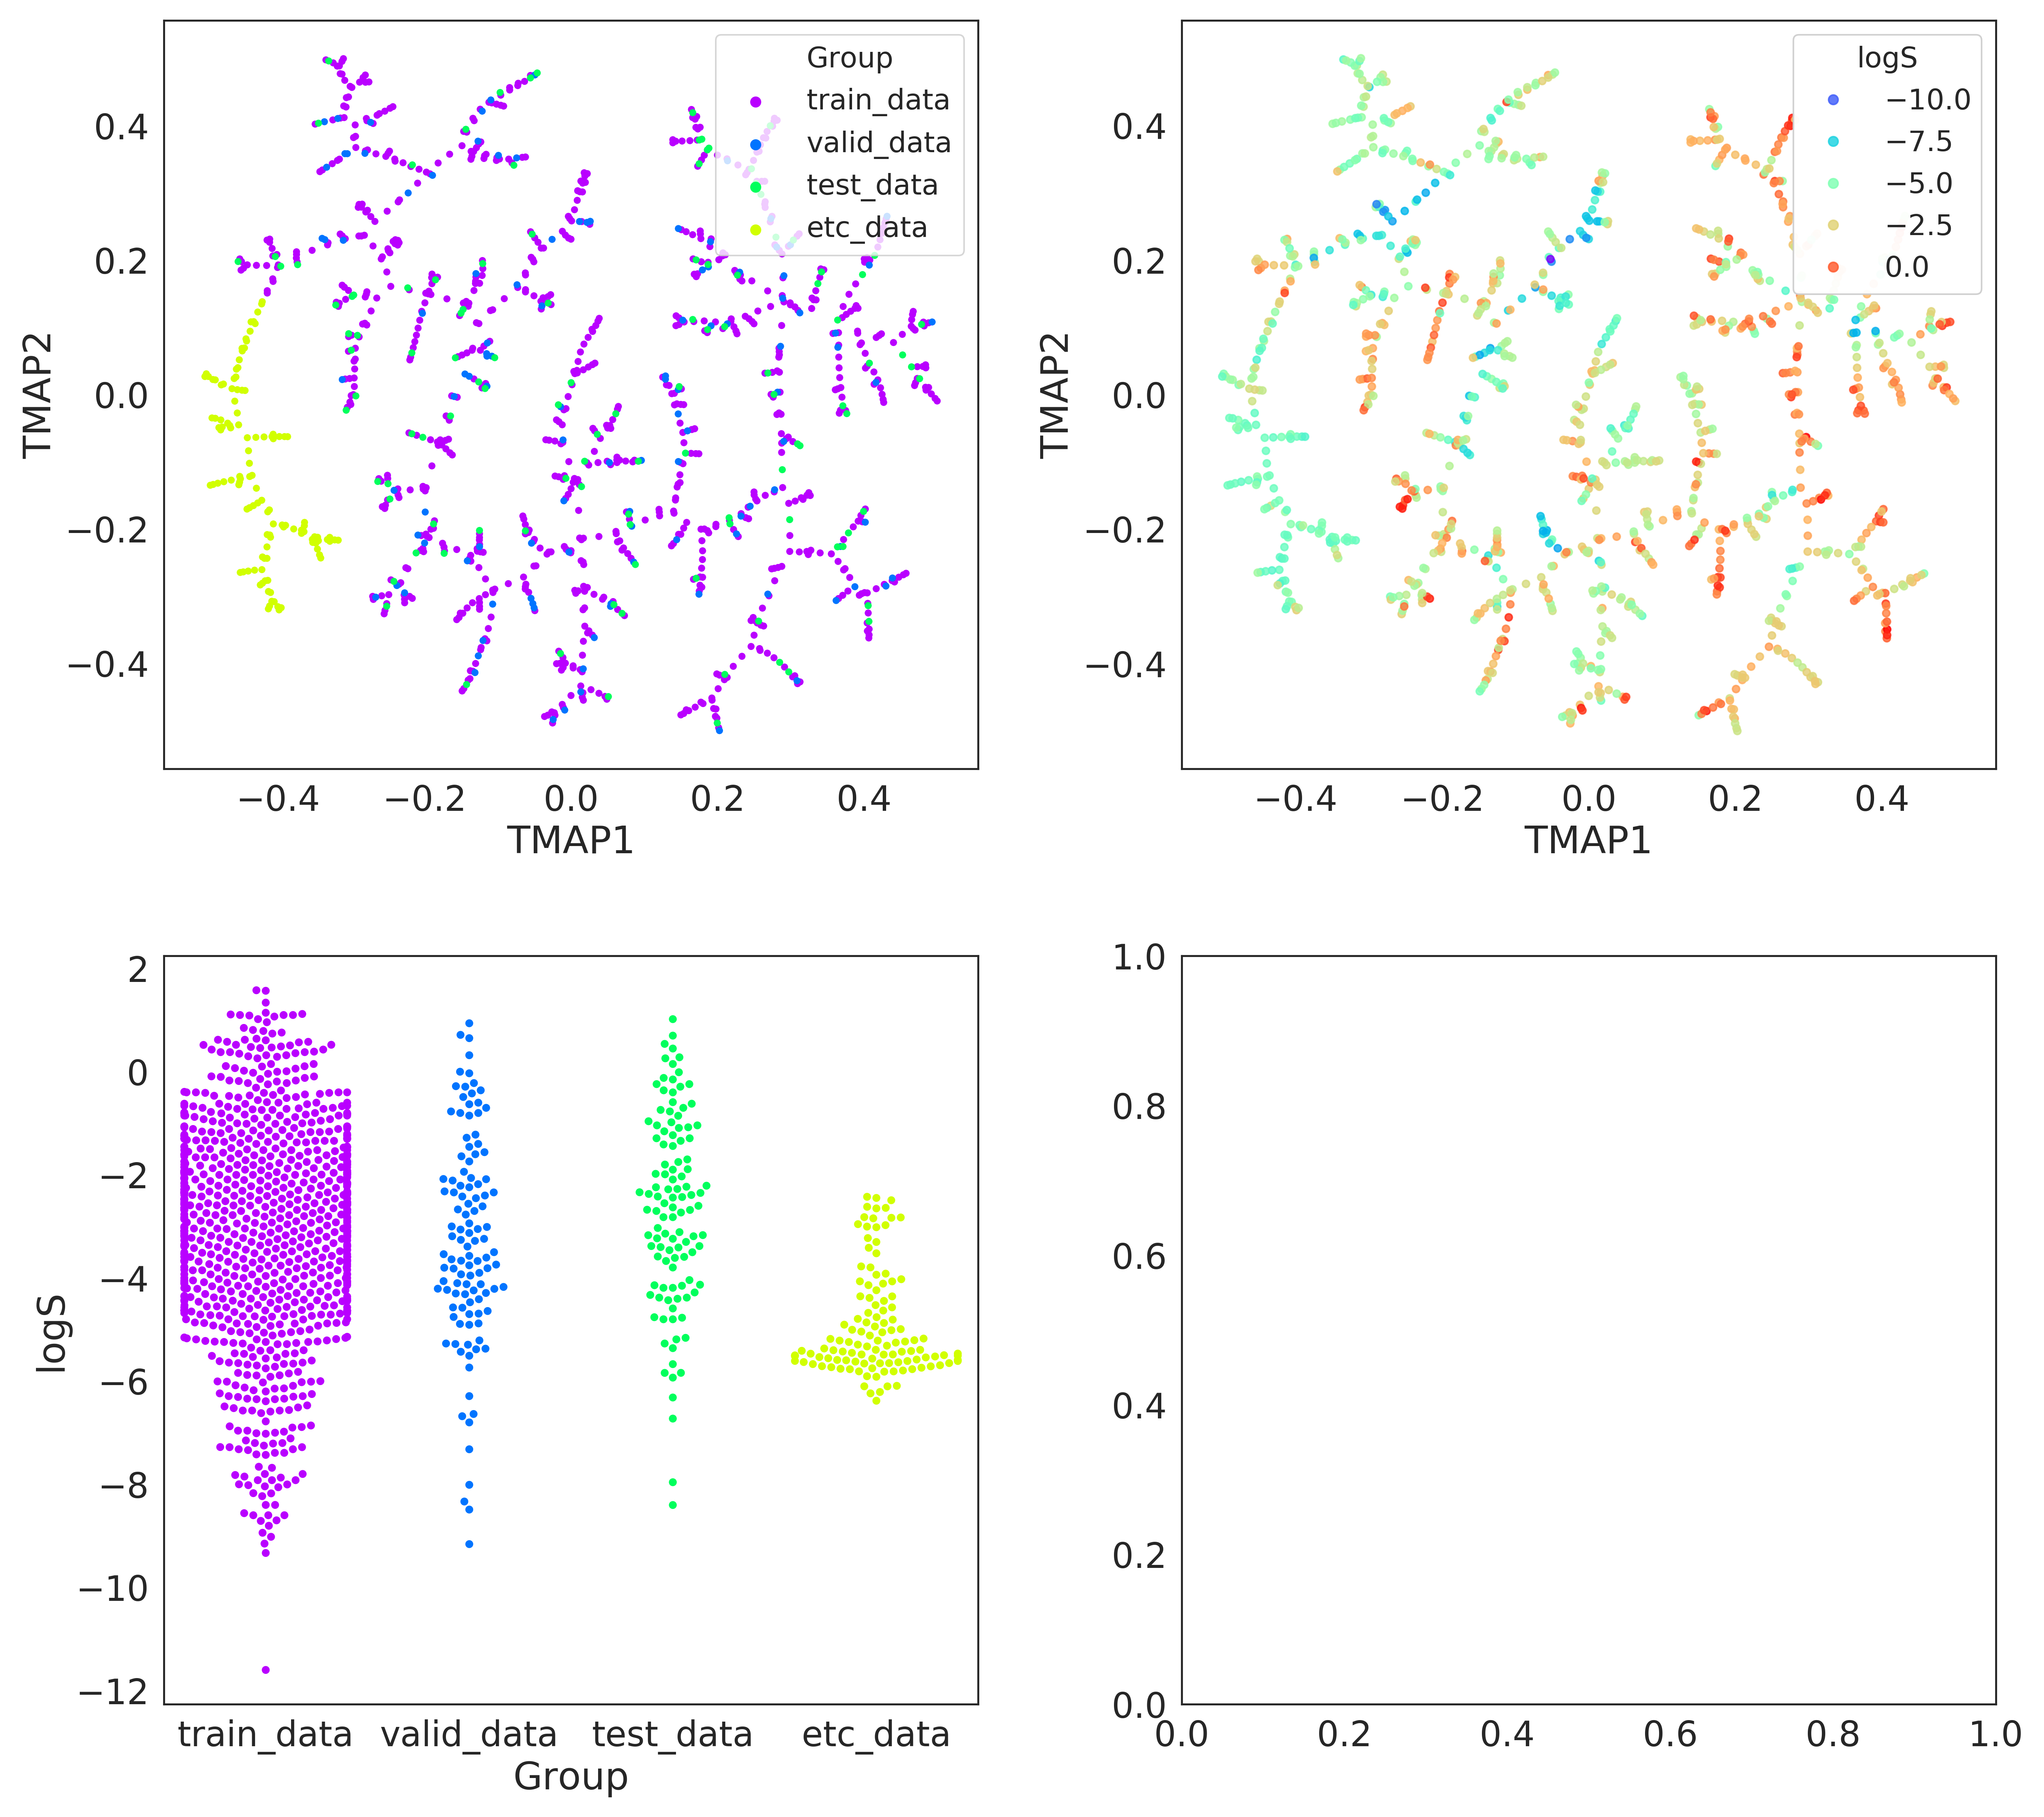 Group
train_data
valid_data
test_data
etc_data
0.4
0.2
0.0
−0.2
−0.4
TMAP2
−0.4 −0.2 0.0 0.2 0.4
TMAP1
logS
−10.0
−7.5
−5.0
−2.5
0.0
0.4
0.2
0.0
−0.2
−0.4
TMAP2
−0.4 −0.2 0.0 0.2 0.4
TMAP1
2
0
−2
−4
−6
−8
−10
−12
logS
train_data valid_data test_data etc_data
Group
1.0
0.8
0.6
0.4
0.2
0.0
0.0 0.2 0.4 0.6 0.8 1.0